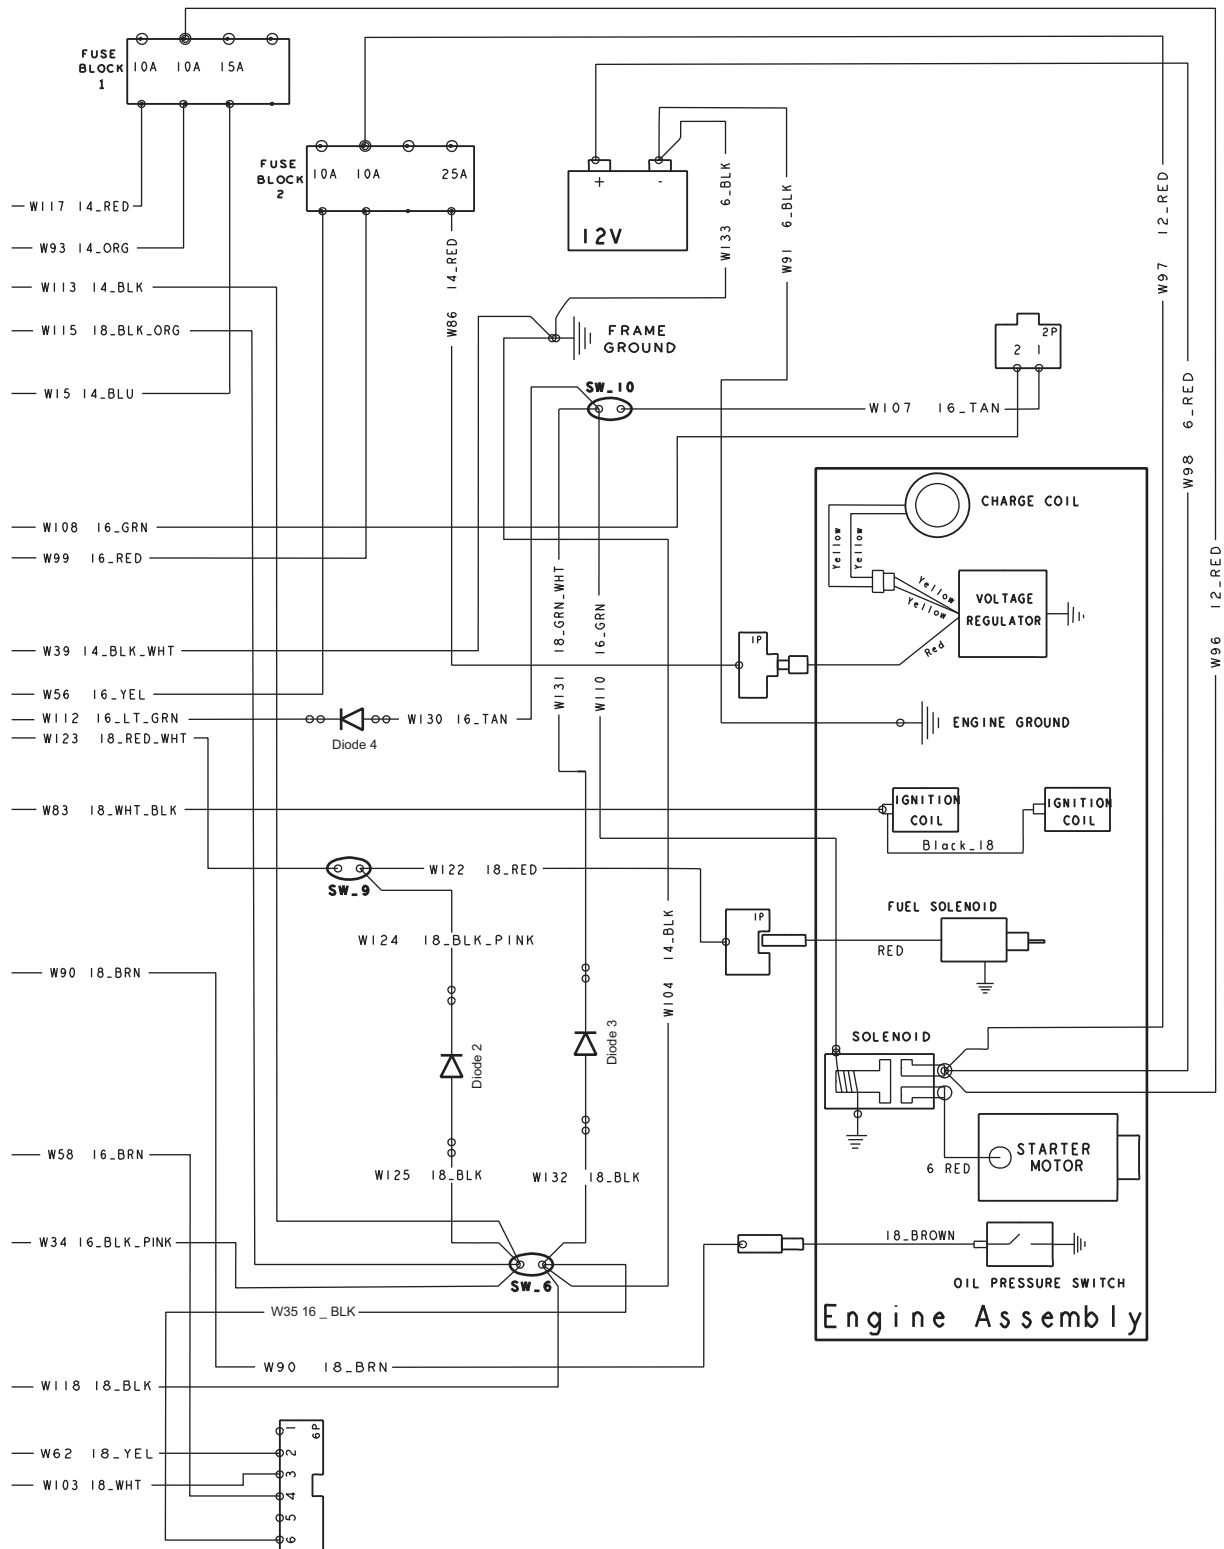 FUSE
BLOCK
1
10A 10A 15A
FUSE
BLOCK
2
10A 10A 25A
+ -
12V
W117 14_RED
W93 14_ORG
W113 14_BLK
W115 18_BLK_ORG
W15 14_BLU
W86 14_RED
W133 6_BLK
W91 6_BLK
W97 12_RED
W98 6_RED
W96 12_RED
FRAME
GROUND
2P
2 1
SW_10
W107 16_TAN
W108 16_GRN
W99 16_RED
W131 18_GRN_WHT
W110 16_GRN
CHARGE COIL
Yellow
Yellow
Yellow
Yellow
VOLTAGE
REGULATOR
Red
1P
W39 14_BLK_WHT
W56 16_YEL
W112 16_LT_GRN
W130 16_TAN
Diode 4
W123 18_RED_WHT
ENGINE GROUND
W83 18_WHT_BLK
IGNITION
COIL
IGNITION
COIL
Black_18
W122 18_RED
SW_9
1P
FUEL SOLENOID
RED
W124 18_BLK_PINK
W104 14_BLK
W90 18_BRN
Diode 2
Diode 3
SOLENOID
STARTER
MOTOR
6 RED
W58 16_BRN
W125 18_BLK
W132 18_BLK
W34 16_BLK_PINK
18_BROWN
SW_6
OIL PRESSURE SWITCH
W35 16 _ BLK
Engine Assembly
W90 18_BRN
W118 18_BLK
6P
1
2
3
4
5
6
W62 18_YEL
W103 18_WHT